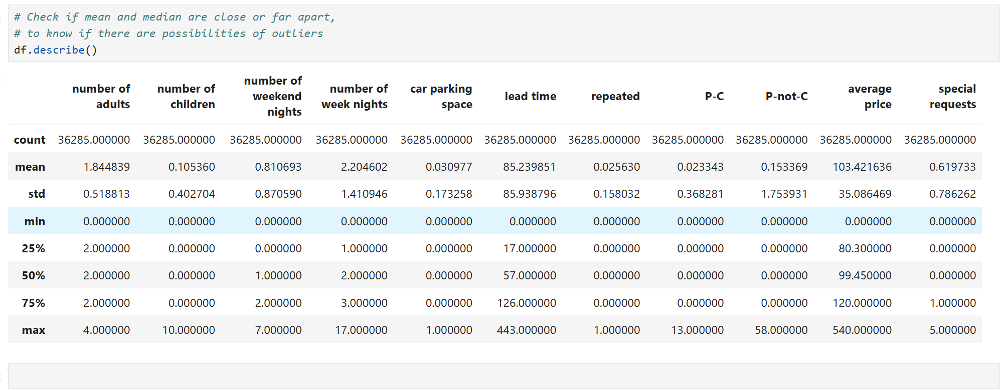 # Check if mean and median are close or far apart,
# to know if there are possibilities of outliers
df.describe()
number of adults number of children number of weekend nights number of week nights car parking space lead time repeated P-C P-not-C average price special requests
count 36285.000000 36285.000000 36285.000000 36285.000000 36285.000000 36285.000000 36285.000000 36285.000000 36285.000000 36285.000000 36285.000000
mean 1.844839 0.105360 0.810693 2.204602 0.030977 85.239851 0.025630 0.023343 0.153369 103.421636 0.619733
std 0.518813 0.402704 0.870590 1.410946 0.173258 85.938796 0.158032 0.368281 1.753931 35.086469 0.786262
min 0.000000 0.000000 0.000000 0.000000 0.000000 0.000000 0.000000 0.000000 0.000000 0.000000 0.000000
25% 2.000000 0.000000 0.000000 1.000000 0.000000 17.000000 0.000000 0.000000 0.000000 80.300000 0.000000
50% 2.000000 0.000000 1.000000 2.000000 0.000000 57.000000 0.000000 0.000000 0.000000 99.450000 0.000000
75% 2.000000 0.000000 2.000000 3.000000 0.000000 126.000000 0.000000 0.000000 0.000000 120.000000 1.000000
max 4.000000 10.000000 7.000000 17.000000 1.000000 443.000000 1.000000 13.000000 58.000000 540.000000 5.000000